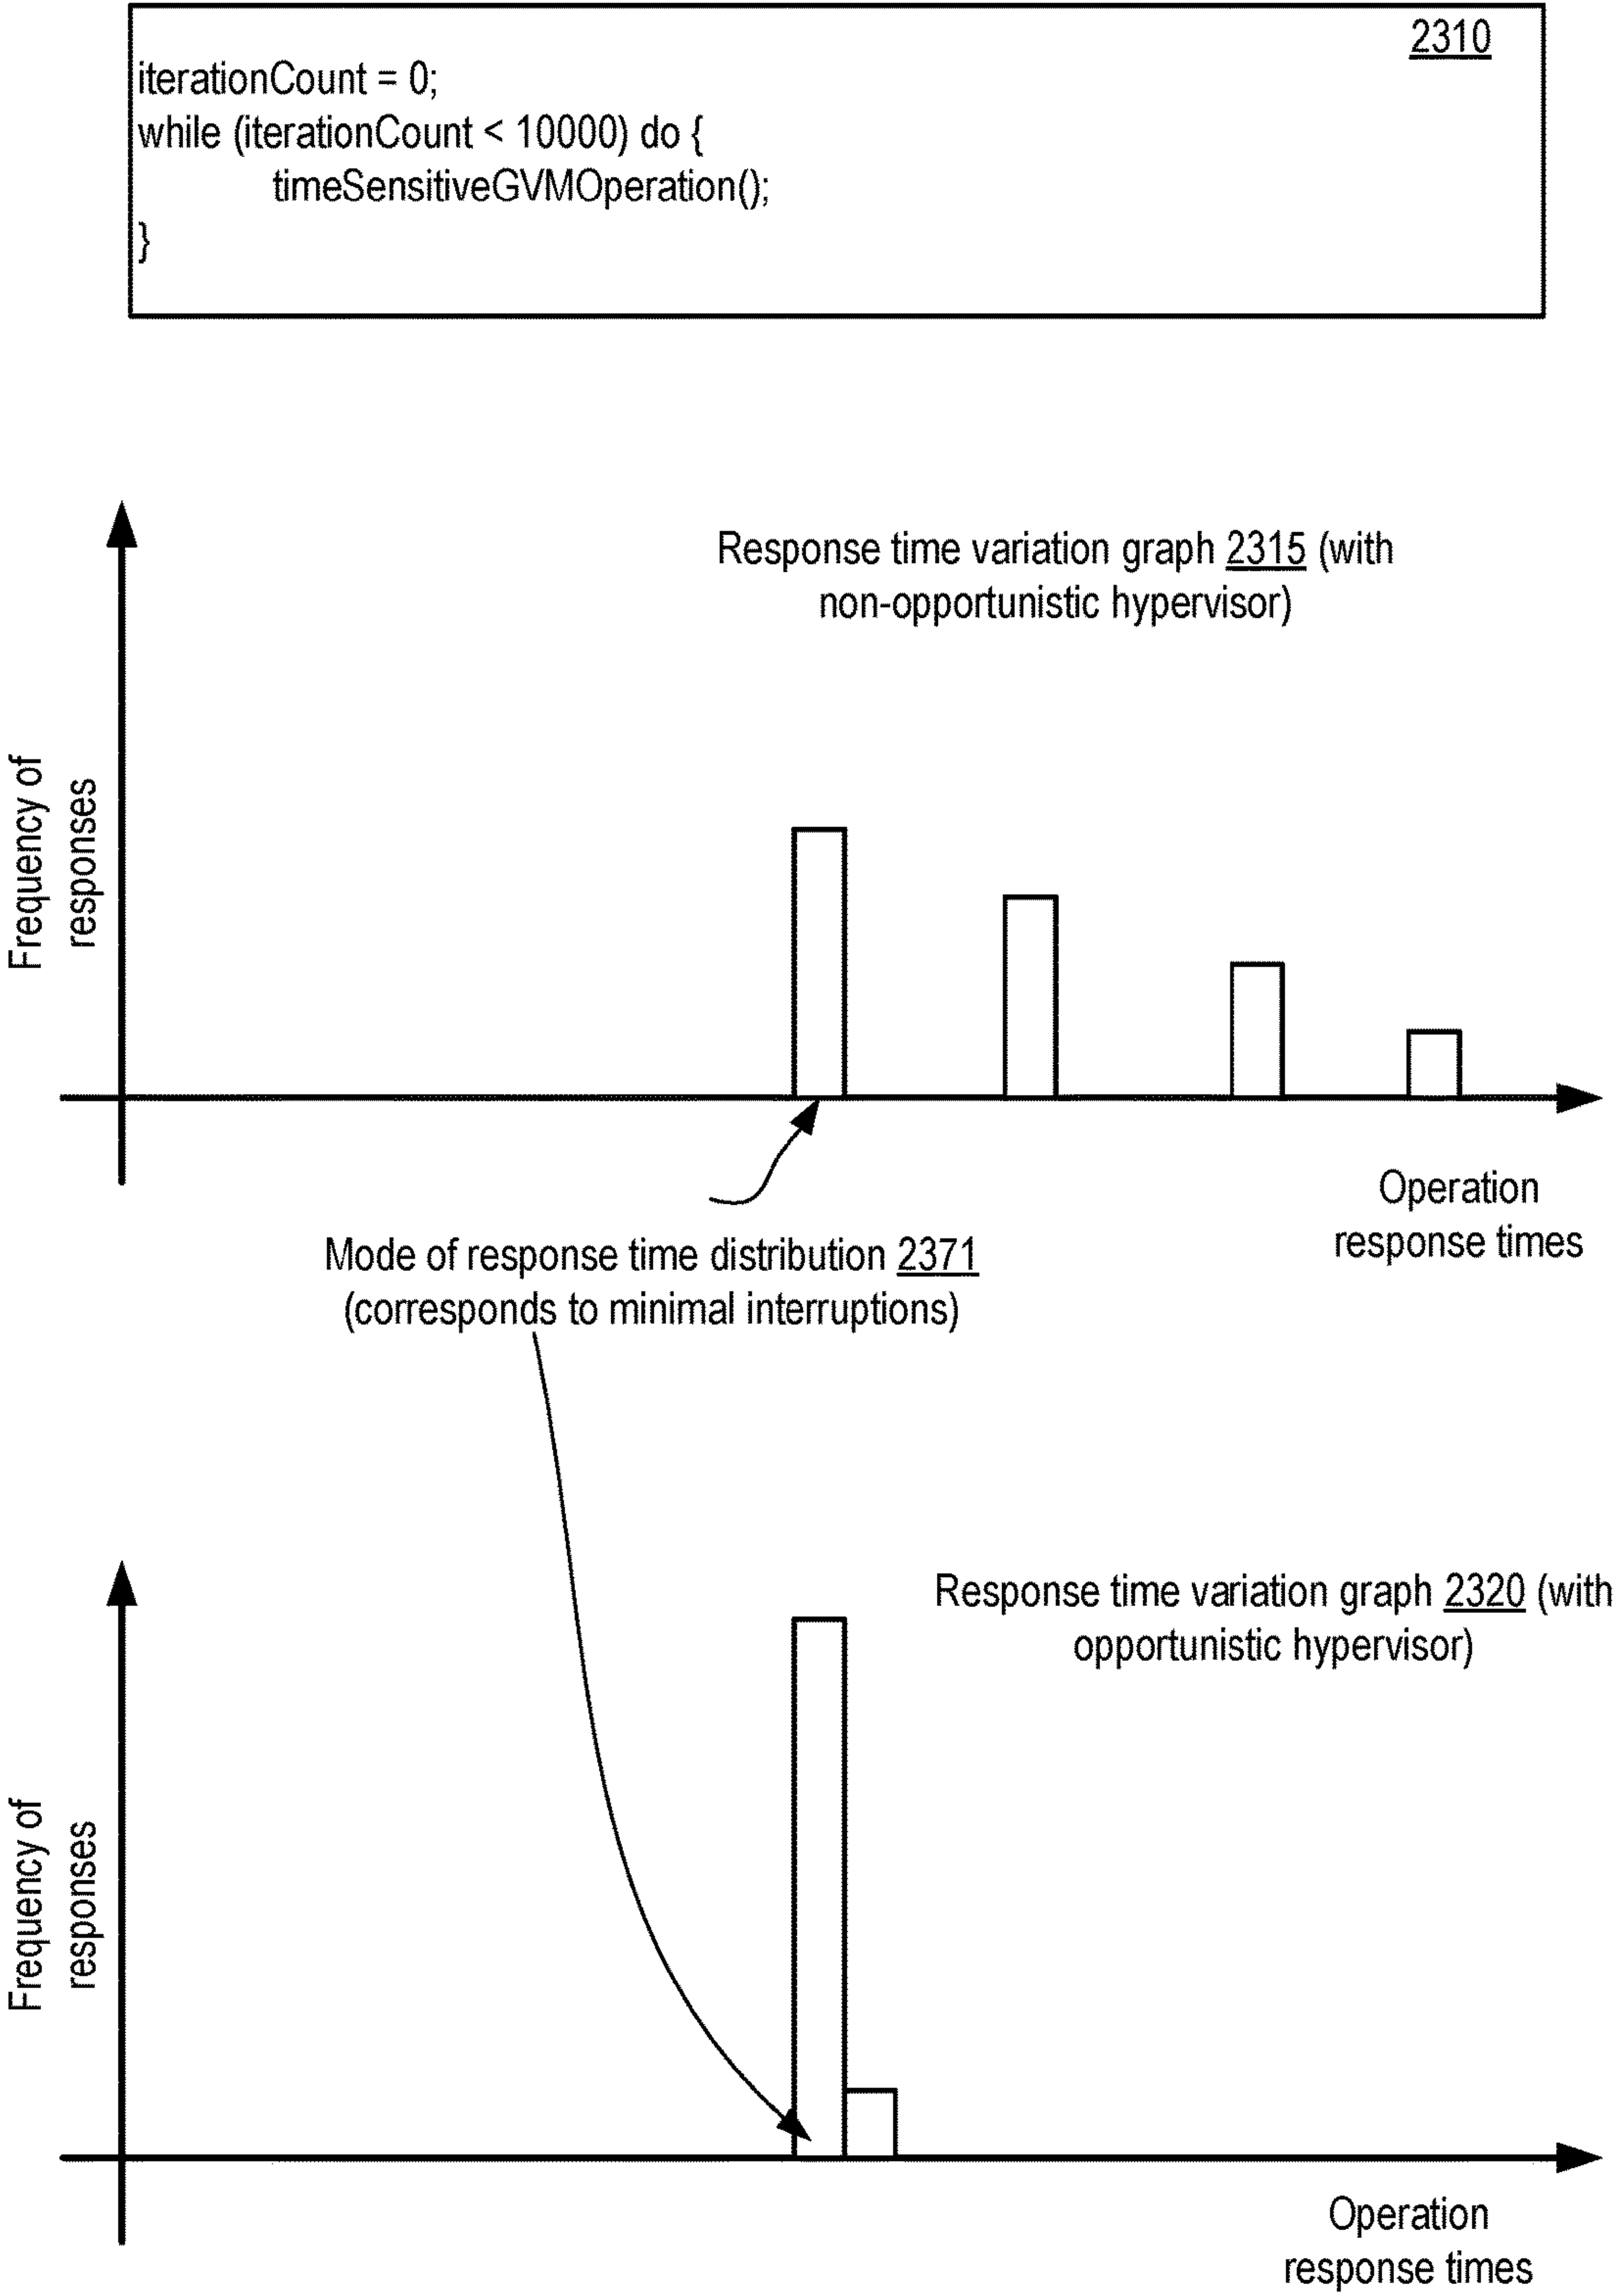 2310
iterationCount = 0;
while (iterationCount < 10000) do {
timeSensitiveGVMOperation();
}
Response time variation graph 2315 (with
non-opportunistic hypervisor)
Frequency of
responses
Operation
response times
Mode of response time distribution 2371
(corresponds to minimal interruptions)
Response time variation graph 2320 (with
opportunistic hypervisor)
Frequency of
responses
Operation
response times